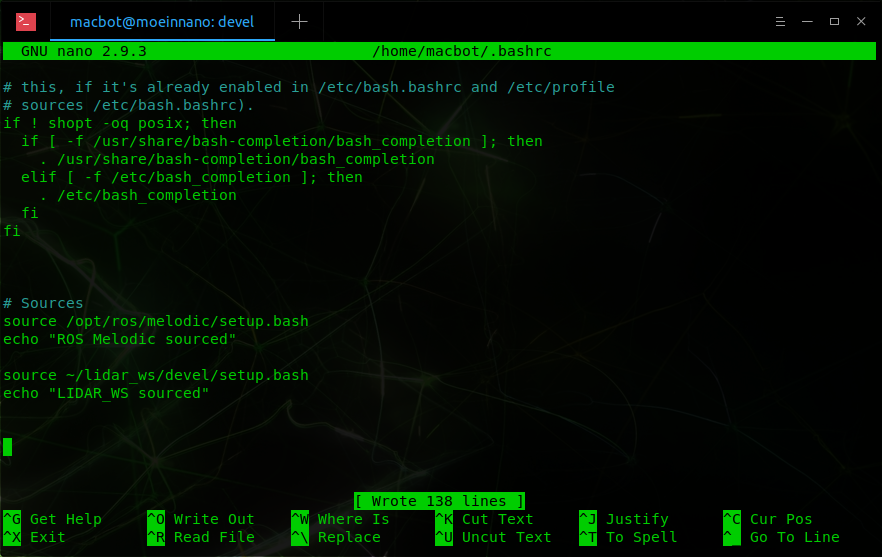 macbot@moeinnano: devel
GNU nano 2.9.3 /home/macbot/.bashrc
# this, if it's already enabled in /etc/bash.bashrc and /etc/profile
# sources /etc/bash.bashrc).
if ! shopt -oq posix; then
  if [ -f /usr/share/bash-completion/bash_completion ]; then
    . /usr/share/bash-completion/bash_completion
  elif [ -f /etc/bash_completion ]; then
    . /etc/bash_completion
  fi
fi
# Sources
source /opt/ros/melodic/setup.bash
echo "ROS Melodic sourced"
source ~/lidar_ws/devel/setup.bash
echo "LIDAR_WS sourced"
[ Wrote 138 lines ]
^G Get Help ^O Write Out ^W Where Is ^K Cut Text ^J Justify ^C Cur Pos
^X Exit ^R Read File ^\ Replace ^U Uncut Text ^T To Spell ^_ Go To Line